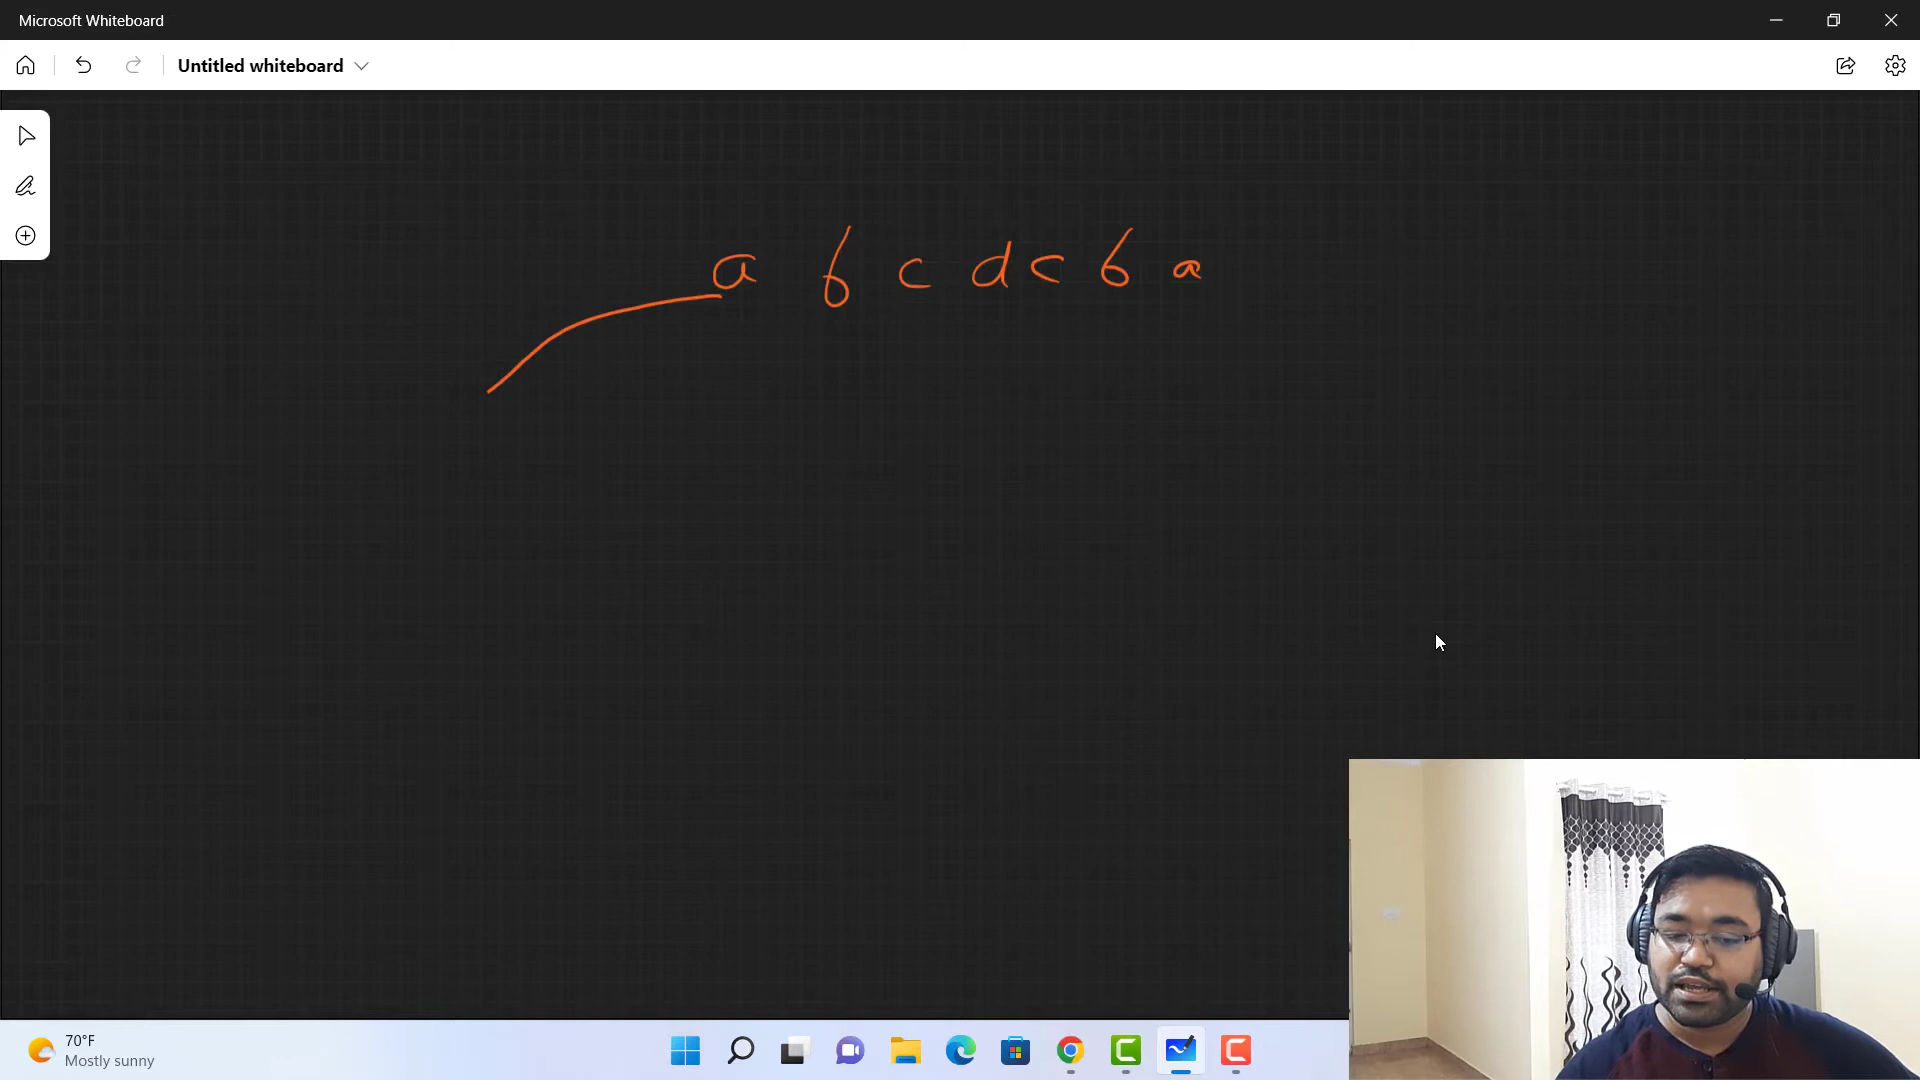 Microsoft Whiteboard
Untitled whiteboard
a b c d c b a
70°F
Mostly sunny